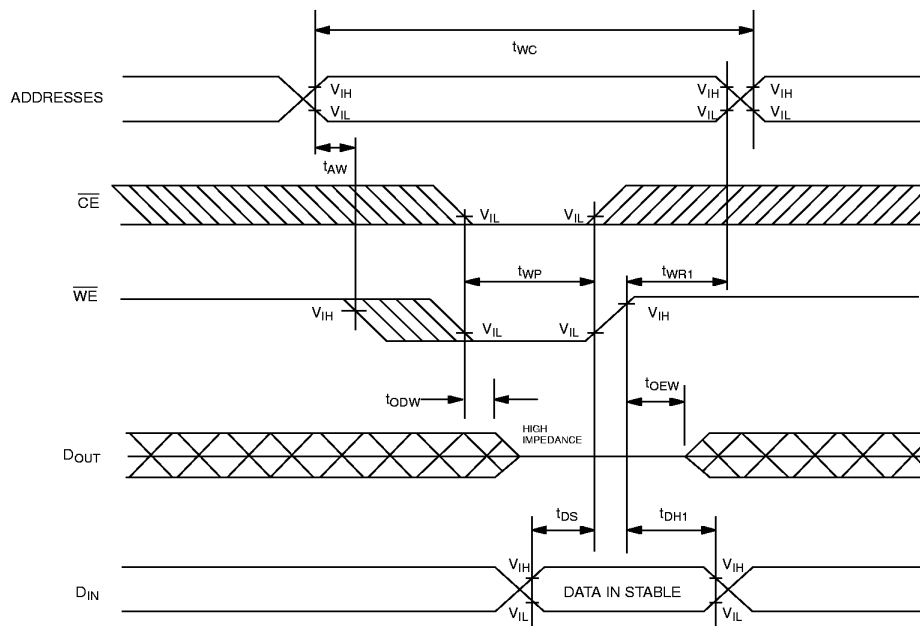 tWC
ADDRESSES
VIH VIH VIH
VIL VIL VIL
tAW
CE
VIL VIL
tWP tWR1
WE
VIH VIH
VIL VIL
tODW tOEW
HIGH
IMPEDANCE
DOUT
tDS tDH1
VIH VIH
DIN DATA IN STABLE
VIL VIL